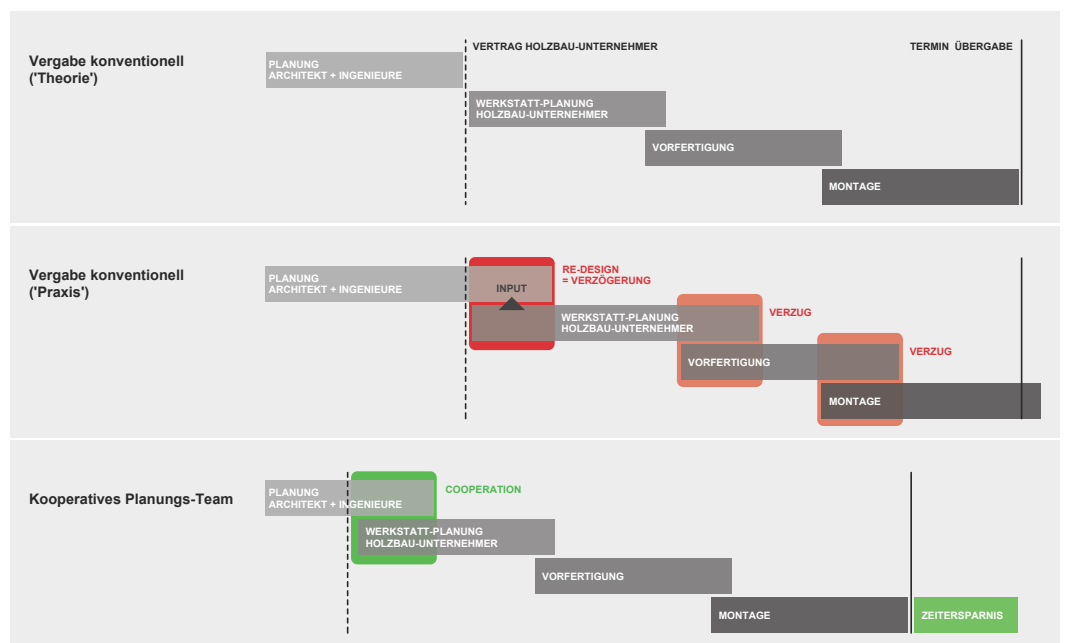 Vergabe konventionell
('Theorie')
VERTRAG HOLZBAU-UNTERNEHMER
TERMIN ÜBERGABE
PLANUNG
ARCHITEKT + INGENIEURE
WERKSTATT-PLANUNG
HOLZBAU-UNTERNEHMER
VORFERTIGUNG
MONTAGE
Vergabe konventionell
('Praxis')
PLANUNG
ARCHITEKT + INGENIEURE
INPUT
RE-DESIGN
= VERZÖGERUNG
WERKSTATT-PLANUNG
HOLZBAU-UNTERNEHMER
VERZUG
VORFERTIGUNG
VERZUG
MONTAGE
Kooperatives Planungs-Team
PLANUNG
ARCHITEKT + INGENIEURE
COOPERATION
WERKSTATT-PLANUNG
HOLZBAU-UNTERNEHMER
VORFERTIGUNG
MONTAGE
ZEITERSPARNIS